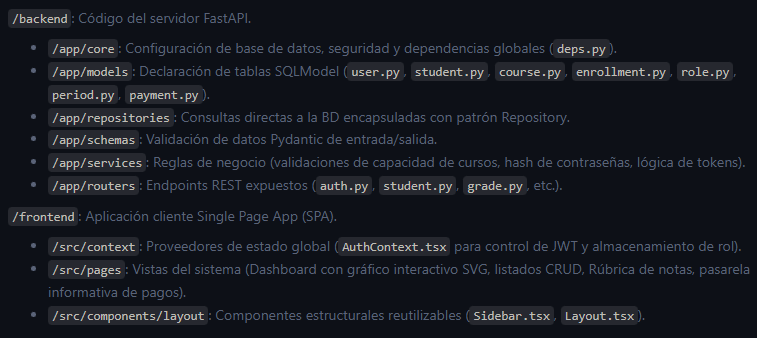 /backend: Código del servidor FastAPI.
/app/core: Configuración de base de datos, seguridad y dependencias globales (deps.py).
/app/models: Declaración de tablas SQLModel (user.py, student.py, course.py, enrollment.py, role.py,
period.py, payment.py).
/app/repositories: Consultas directas a la BD encapsuladas con patrón Repository.
/app/schemas: Validación de datos Pydantic de entrada/salida.
/app/services: Reglas de negocio (validaciones de capacidad de cursos, hash de contraseñas, lógica de tokens).
/app/routers: Endpoints REST expuestos (auth.py, student.py, grade.py, etc.).
/frontend: Aplicación cliente Single Page App (SPA).
/src/context: Proveedores de estado global (AuthContext.tsx para control de JWT y almacenamiento de rol).
/src/pages: Vistas del sistema (Dashboard con gráfico interactivo SVG, listados CRUD, Rúbrica de notas, pasarela
informativa de pagos).
/src/components/layout: Componentes estructurales reutilizables (Sidebar.tsx, Layout.tsx).